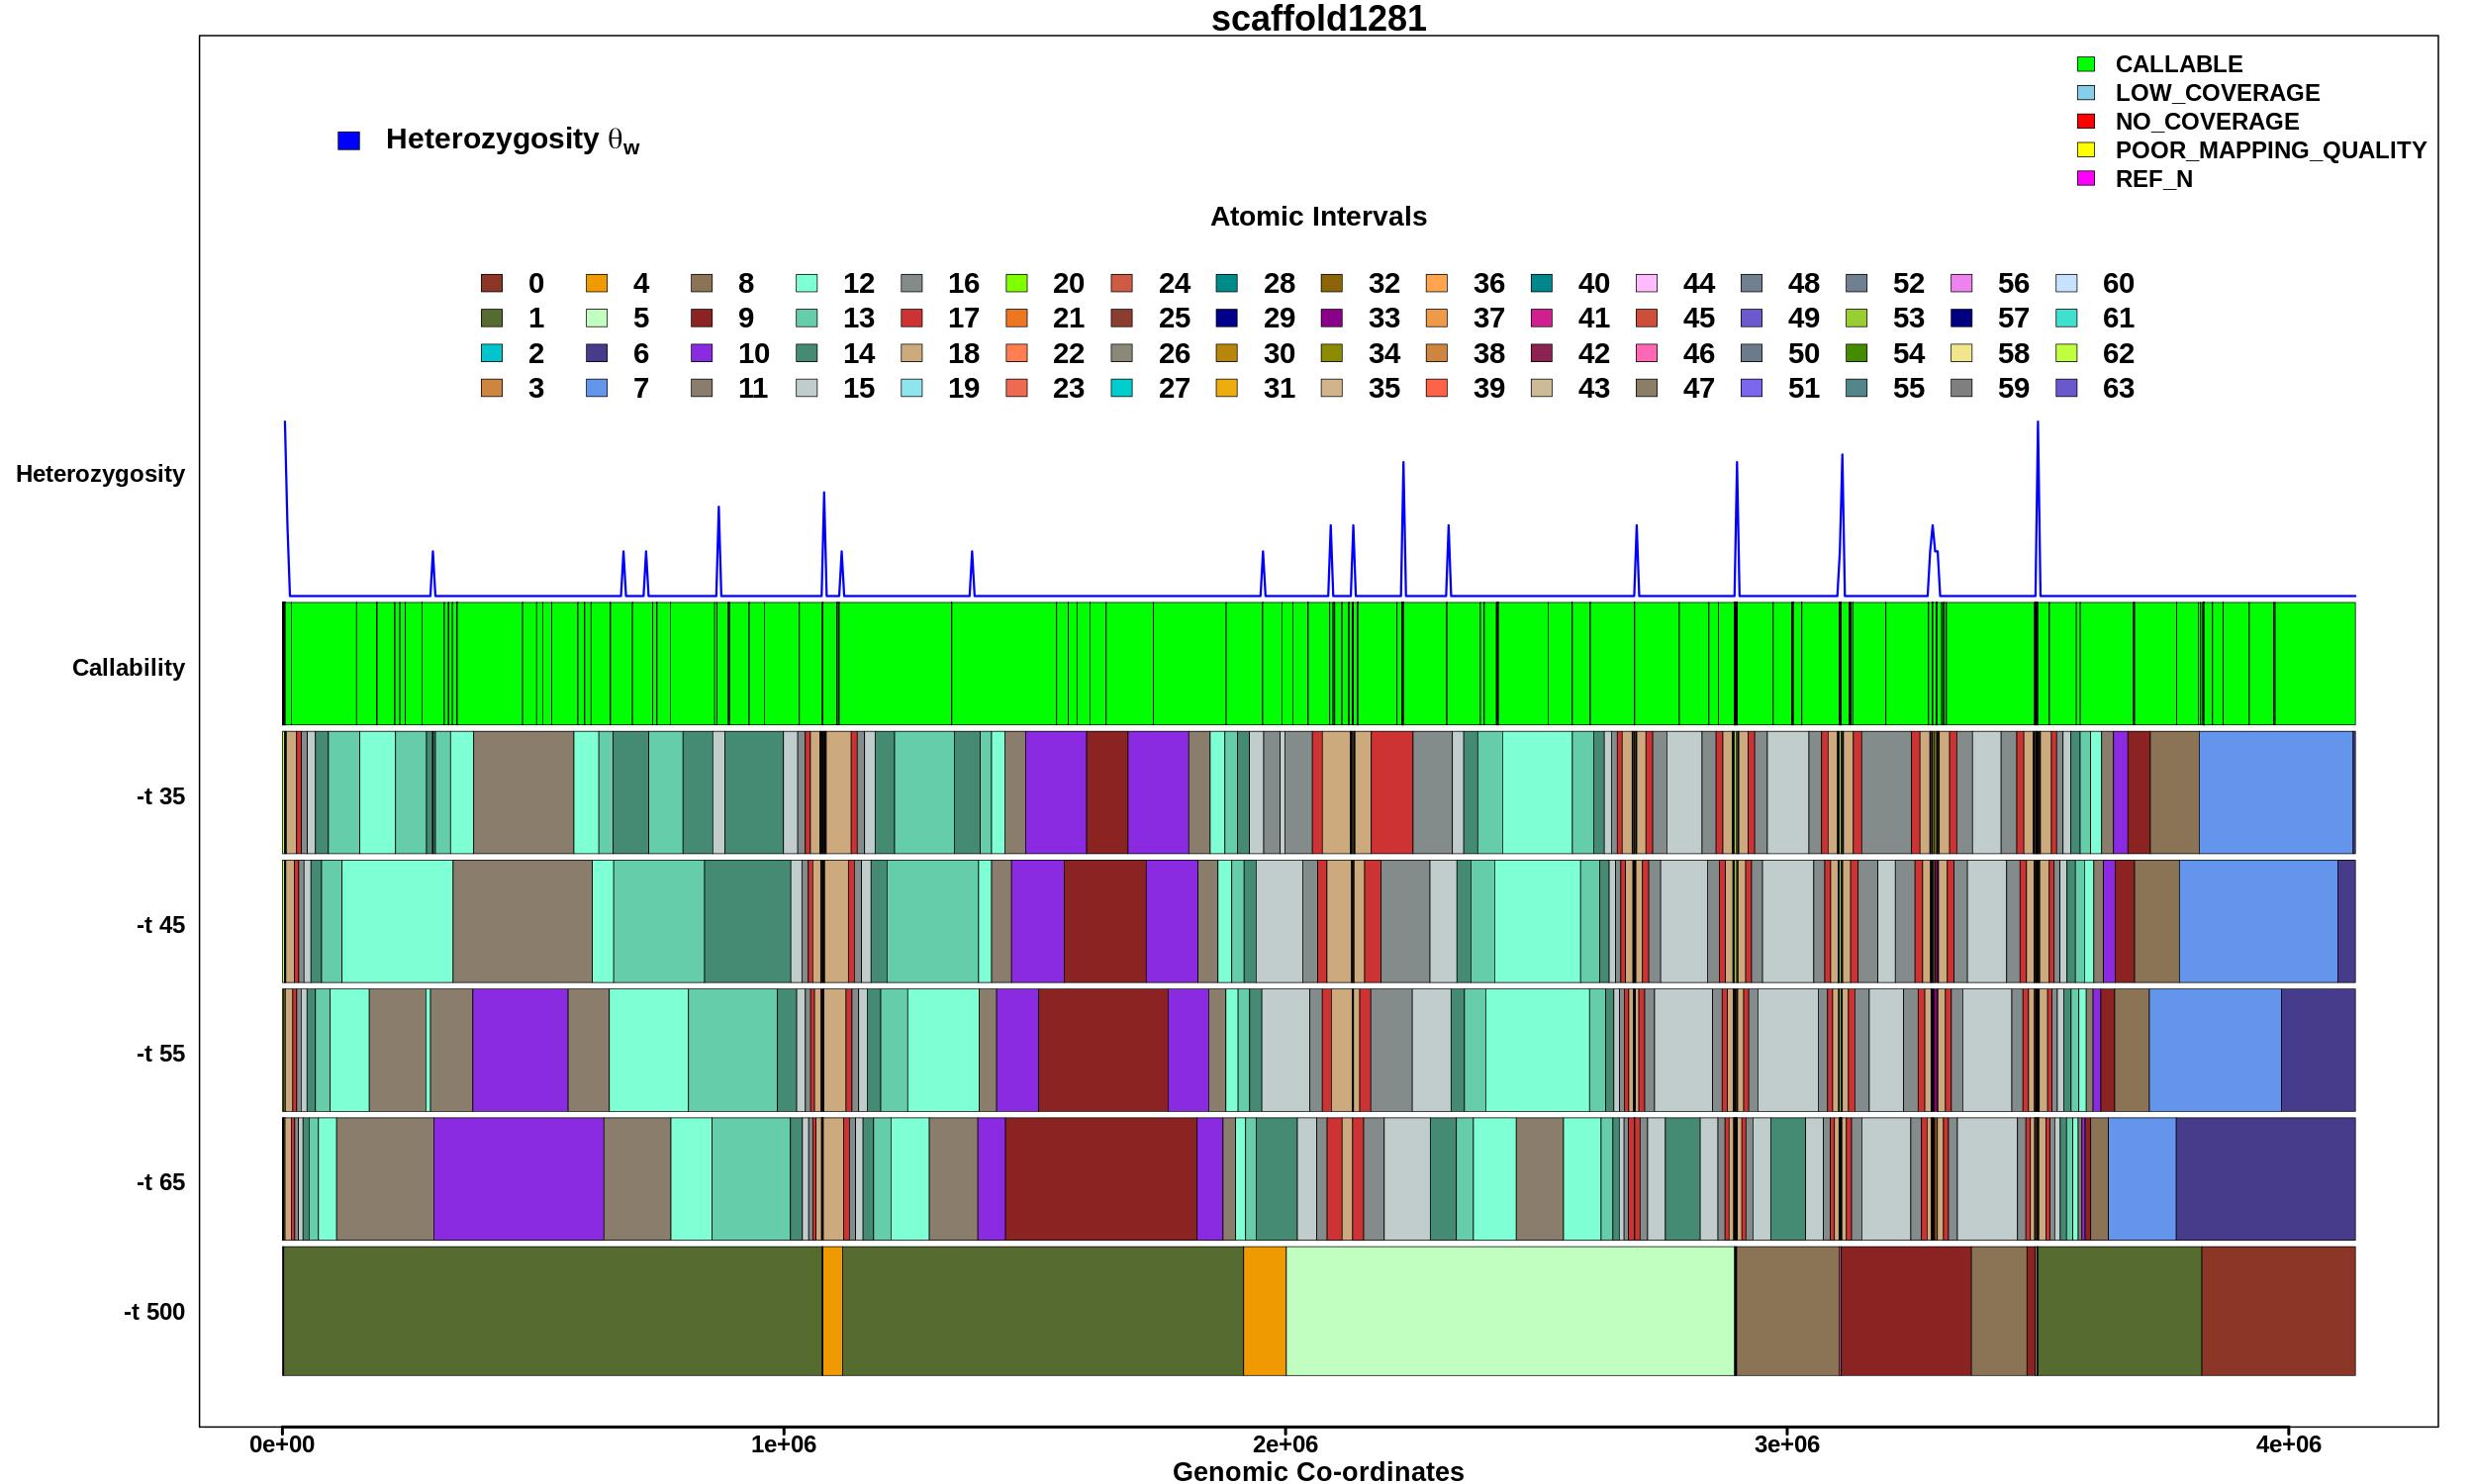 scaffold1281
CALLABLE
LOW_COVERAGE
NO_COVERAGE
POOR_MAPPING_QUALITY
REF_N
Heterozygosity θw
Atomic Intervals
0 4 8 12 16 20 24 28 32 36 40 44 48 52 56 60
1 5 9 13 17 21 25 29 33 37 41 45 49 53 57 61
2 6 10 14 18 22 26 30 34 38 42 46 50 54 58 62
3 7 11 15 19 23 27 31 35 39 43 47 51 55 59 63
Heterozygosity
Callability
-t 35
-t 45
-t 55
-t 65
-t 500
0e+00 1e+06 2e+06 3e+06 4e+06
Genomic Co-ordinates